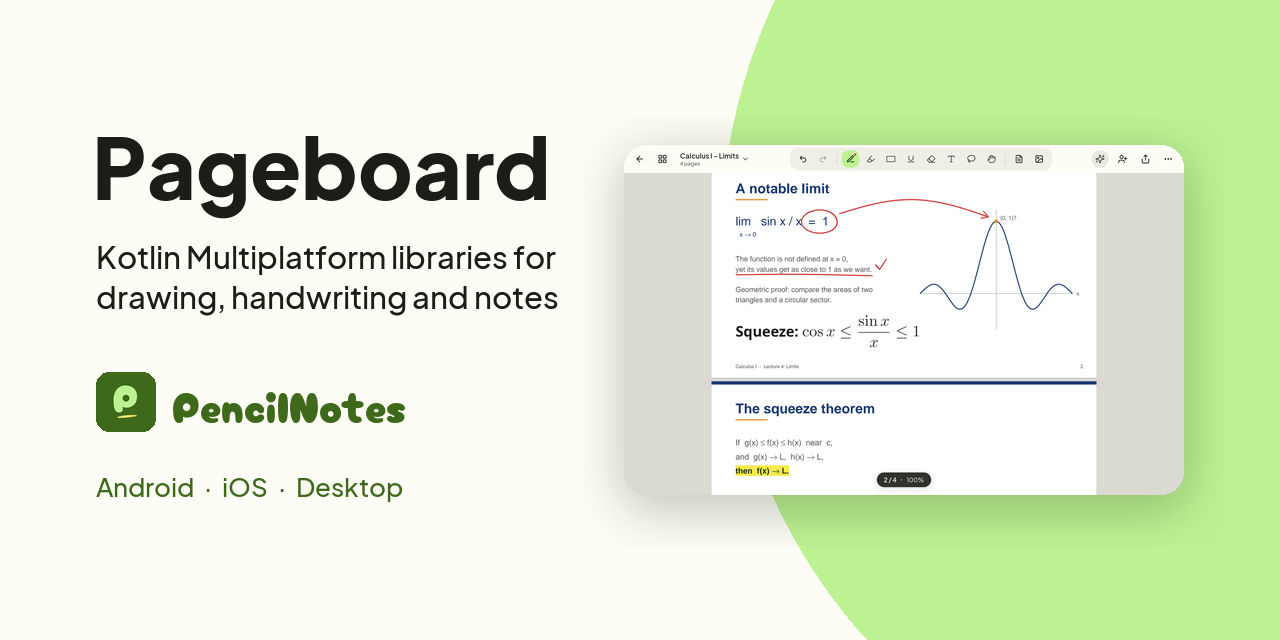 Pageboard
Kotlin Multiplatform libraries for
drawing, handwriting and notes
PencilNotes
Android · iOS · Desktop
Calculus I - Limits
4 pages
A notable limit
lim sin x / x = 1
x → 0
(0, 1)?
The function is not defined at x = 0,
yet its values get as close to 1 as we want.
x
Geometric proof: compare the areas of two
triangles and a circular sector.
Squeeze: cos x ≤ sin x / x ≤ 1
Calculus I - Lecture 4: Limits
2
The squeeze theorem
If g(x) ≤ f(x) ≤ h(x) near c,
and g(x) → L, h(x) → L,
then f(x) → L.
2 / 4 · 100%